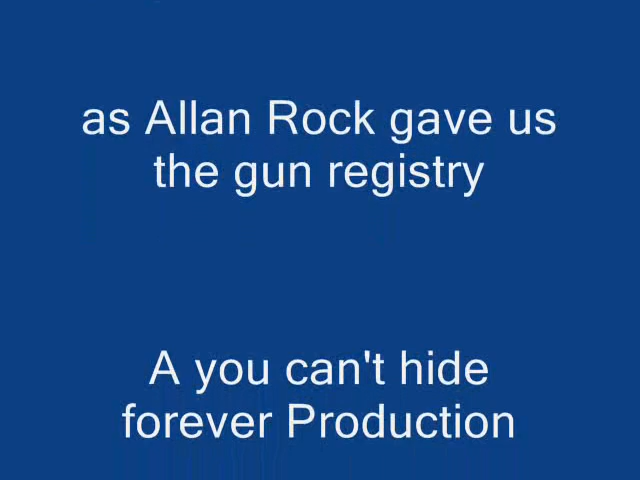 as Allan Rock gave us
the gun registry
A you can't hide
forever Production